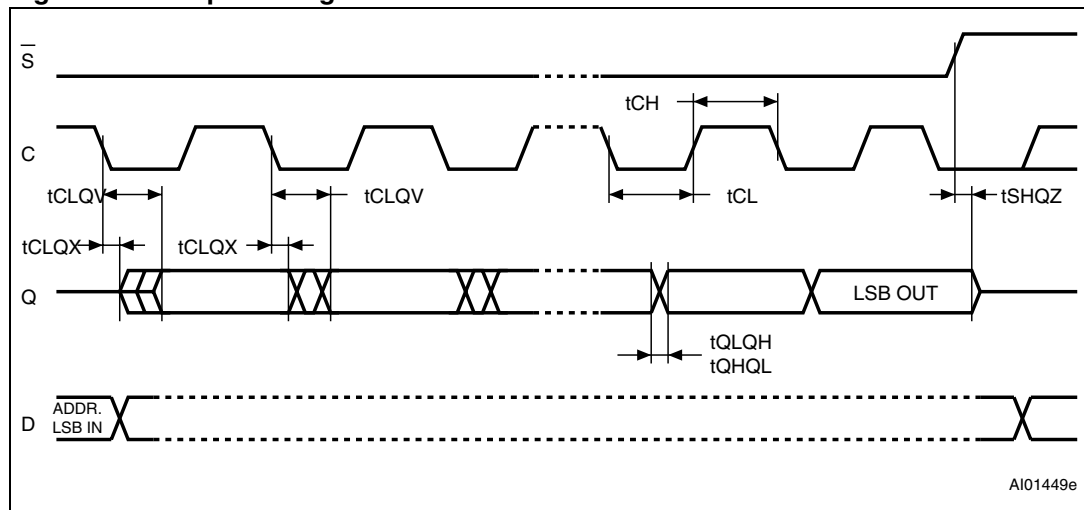 S
tCH
C
tCLQV
tCLQV
tCL
tSHQZ
tCLQX
tCLQX
Q
LSB OUT
tQLQH
tQHQL
D
ADDR.
LSB IN
AI01449e